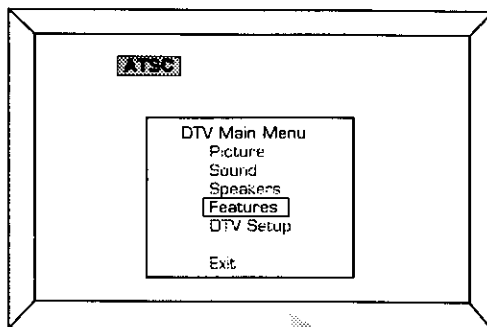 ATSC
DTV Main Menu
Picture
Sound
Speakers
Features
DTV Setup
Exit